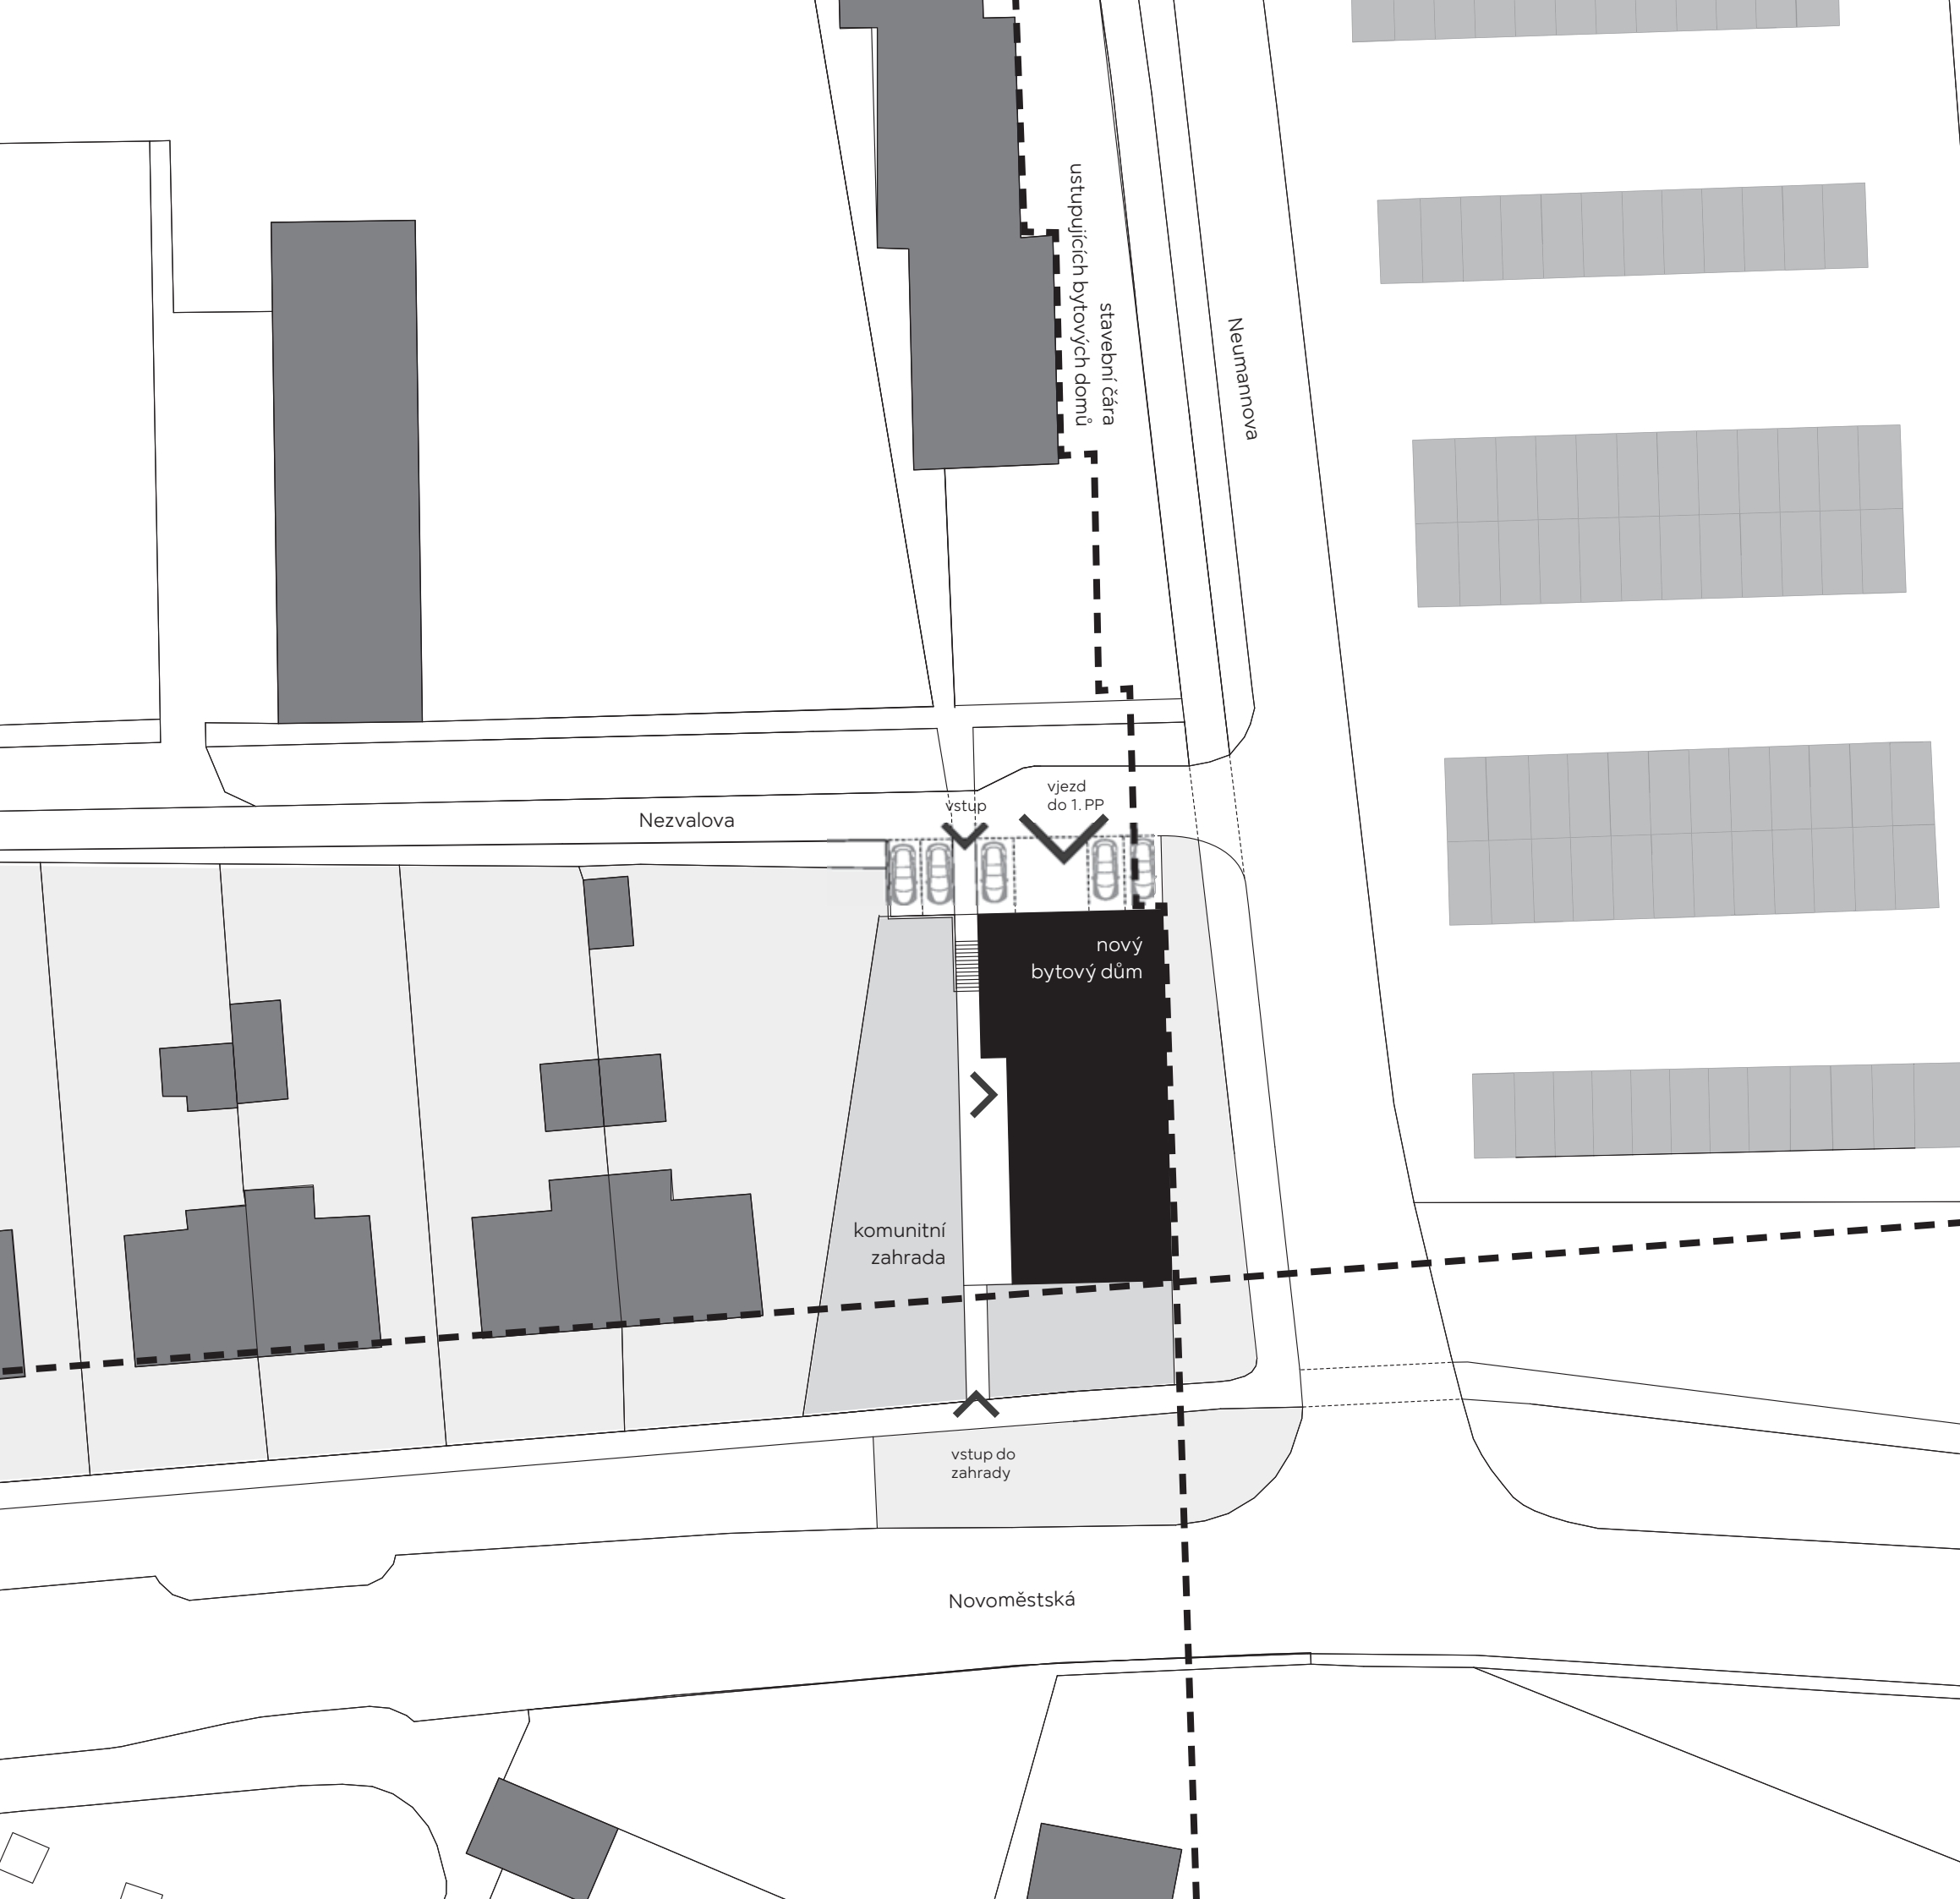 stavební čára
ustupujících bytových domů
Neumannova
vjezd
do 1. PP
vstup
Nezvalova
nový
bytový dům
komunitní
zahrada
vstup do
zahrady
Novoměstská